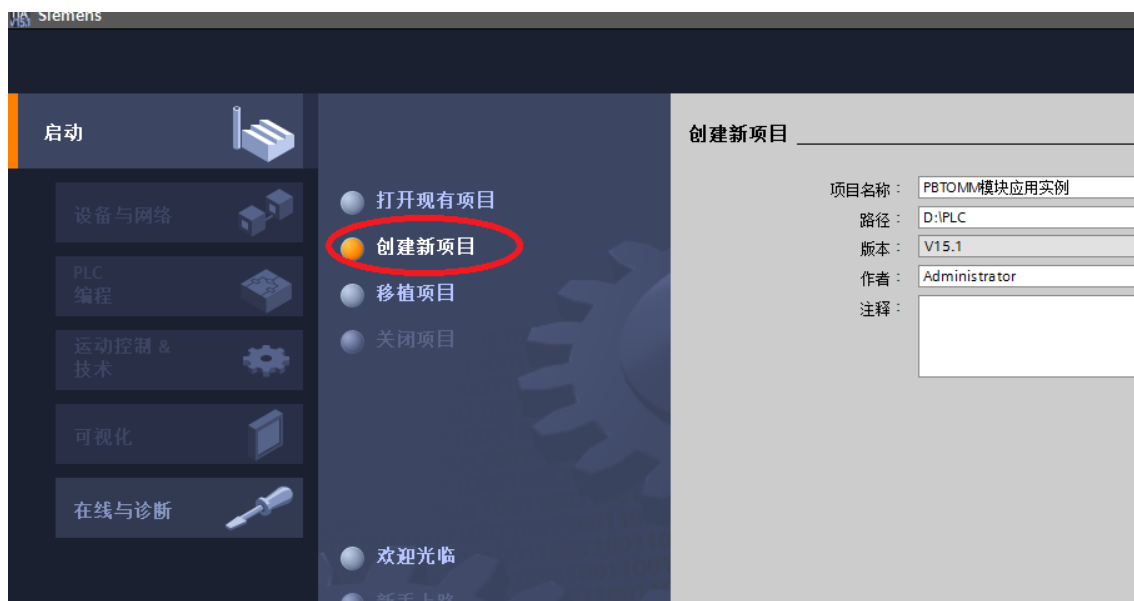 Siemens
启动
设备与网络
PLC
编程
运动控制 &
技术
可视化
在线与诊断
打开现有项目
创建新项目
移植项目
关闭项目
欢迎光临
新手上路
创建新项目
项目名称：
PBTOMM模块应用实例
路径：
D:\PLC
版本：
V15.1
作者：
Administrator
注释：